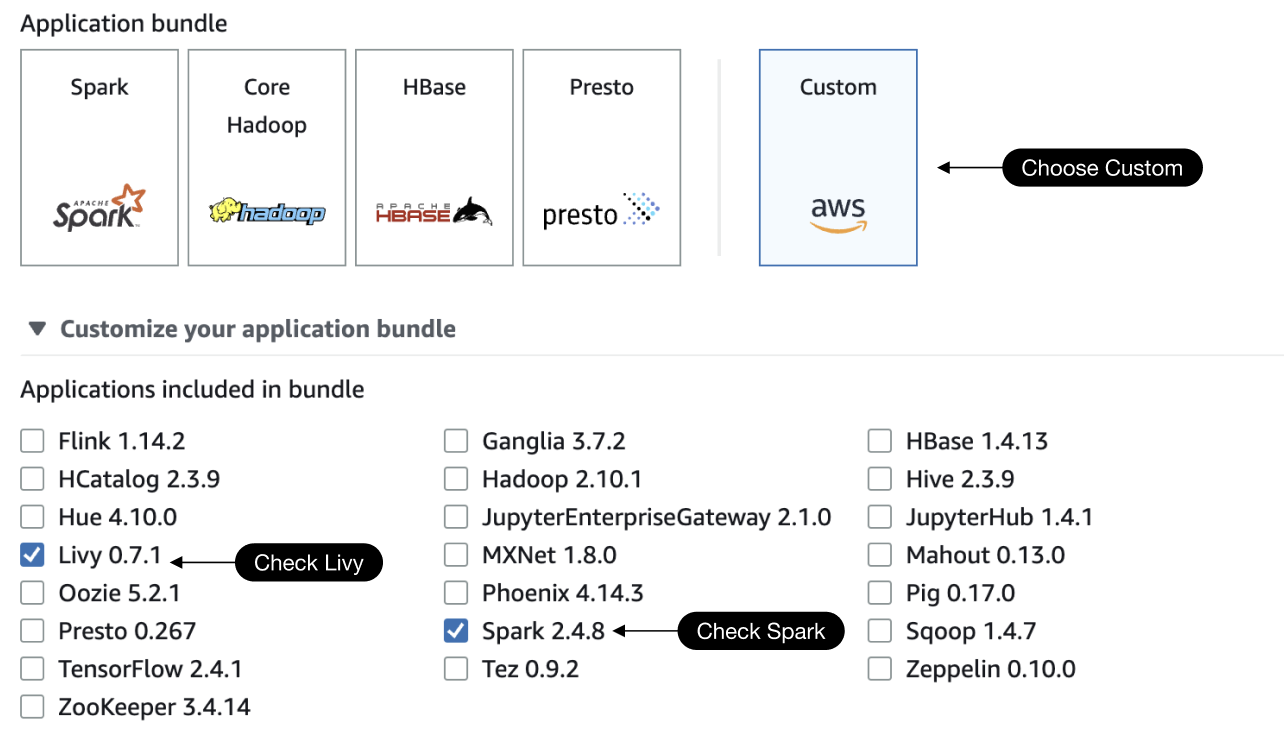 Application bundle
Spark
Core
Hadoop
HBase
Presto
Custom
APACHE
Spark
TM
hadoop
APACHE
HBASE
presto
aws
Choose Custom
Customize your application bundle
Applications included in bundle
Flink 1.14.2
Ganglia 3.7.2
HBase 1.4.13
HCatalog 2.3.9
Hadoop 2.10.1
Hive 2.3.9
Hue 4.10.0
JupyterEnterpriseGateway 2.1.0
JupyterHub 1.4.1
Livy 0.7.1
Check Livy
MXNet 1.8.0
Mahout 0.13.0
Oozie 5.2.1
Phoenix 4.14.3
Pig 0.17.0
Presto 0.267
Spark 2.4.8
Check Spark
Sqoop 1.4.7
TensorFlow 2.4.1
Tez 0.9.2
Zeppelin 0.10.0
ZooKeeper 3.4.14